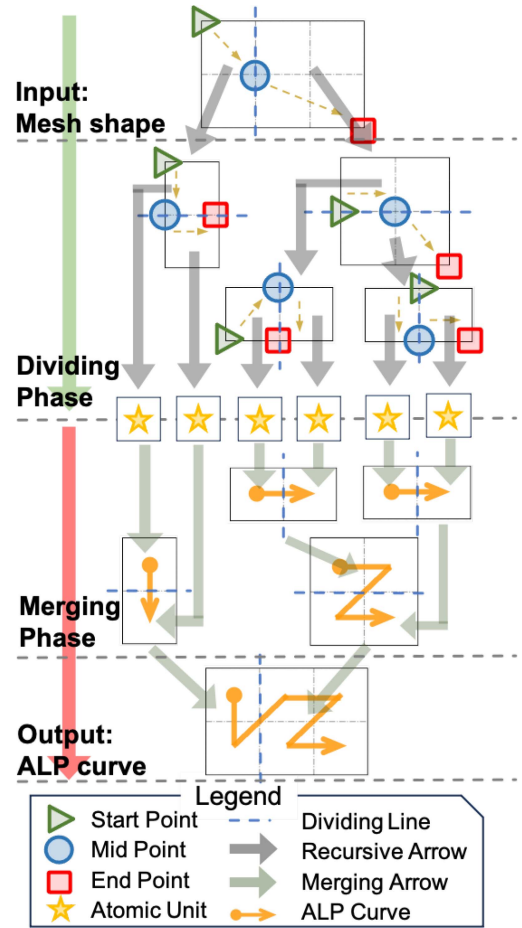 Input:
Mesh shape
Dividing
Phase
Merging
Phase
Output:
ALP curve
Legend
Start Point
Dividing Line
Mid Point
Recursive Arrow
End Point
Merging Arrow
Atomic Unit
ALP Curve